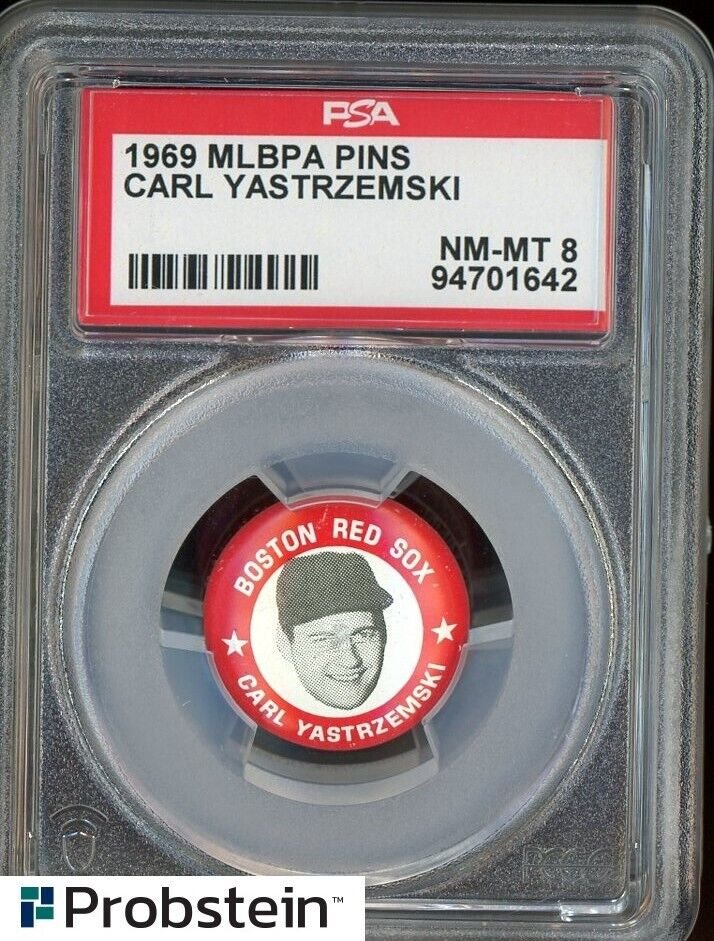 PSA
1969 MLBPA PINS
CARL YASTRZEMSKI
NM-MT 8
94701642
BOSTON RED SOX
★ CARL YASTRZEMSKI ★
Probstein™